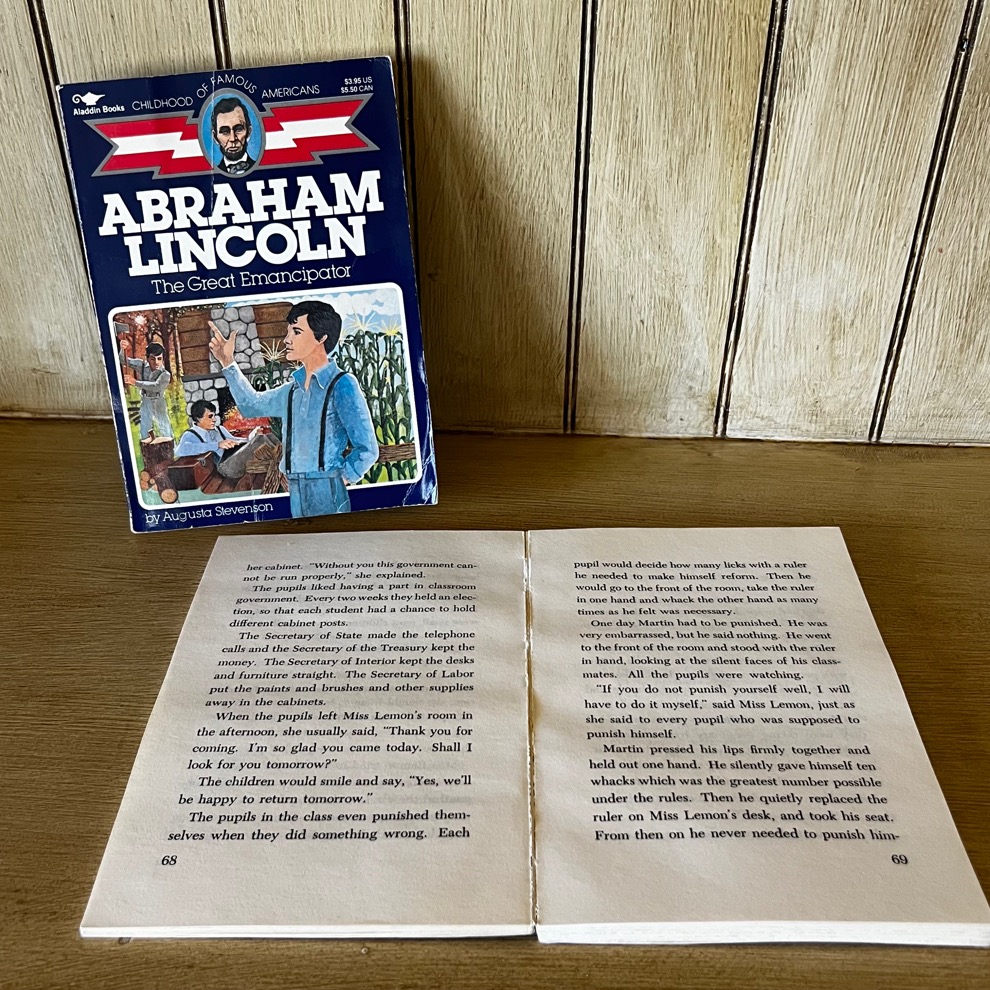 Aladdin Books
CHILDHOOD OF FAMOUS AMERICANS
$3.95 US
$5.50 CAN
ABRAHAM
LINCOLN
The Great Emancipator
by Augusta Stevenson
her cabinet. "Without you this government can-
not be run properly," she explained.
The pupils liked having a part in classroom
government. Every two weeks they held an elec-
tion, so that each student had a chance to hold
different cabinet posts.
The Secretary of State made the telephone
calls and the Secretary of the Treasury kept the
money. The Secretary of Interior kept the desks
and furniture straight. The Secretary of Labor
put the paints and brushes and other supplies
away in the cabinets.
When the pupils left Miss Lemon's room in
the afternoon, she usually said, "Thank you for
coming. I'm so glad you came today. Shall I
look for you tomorrow?"
The children would smile and say, "Yes, we'll
be happy to return tomorrow."
The pupils in the class even punished them-
selves when they did something wrong. Each
68
pupil would decide how many licks with a ruler
he needed to make himself reform. Then he
would go to the front of the room, take the ruler
in one hand and whack the other hand as many
times as he felt was necessary.
One day Martin had to be punished. He was
very embarrassed, but he said nothing. He went
to the front of the room and stood with the ruler
in hand, looking at the silent faces of his class-
mates. All the pupils were watching.
"If you do not punish yourself well, I will
have to do it myself," said Miss Lemon, just as
she said to every pupil who was supposed to
punish himself.
Martin pressed his lips firmly together and
held out one hand. He silently gave himself ten
whacks which was the greatest number possible
under the rules. Then he quietly replaced the
ruler on Miss Lemon's desk, and took his seat.
From then on he never needed to punish him-
69